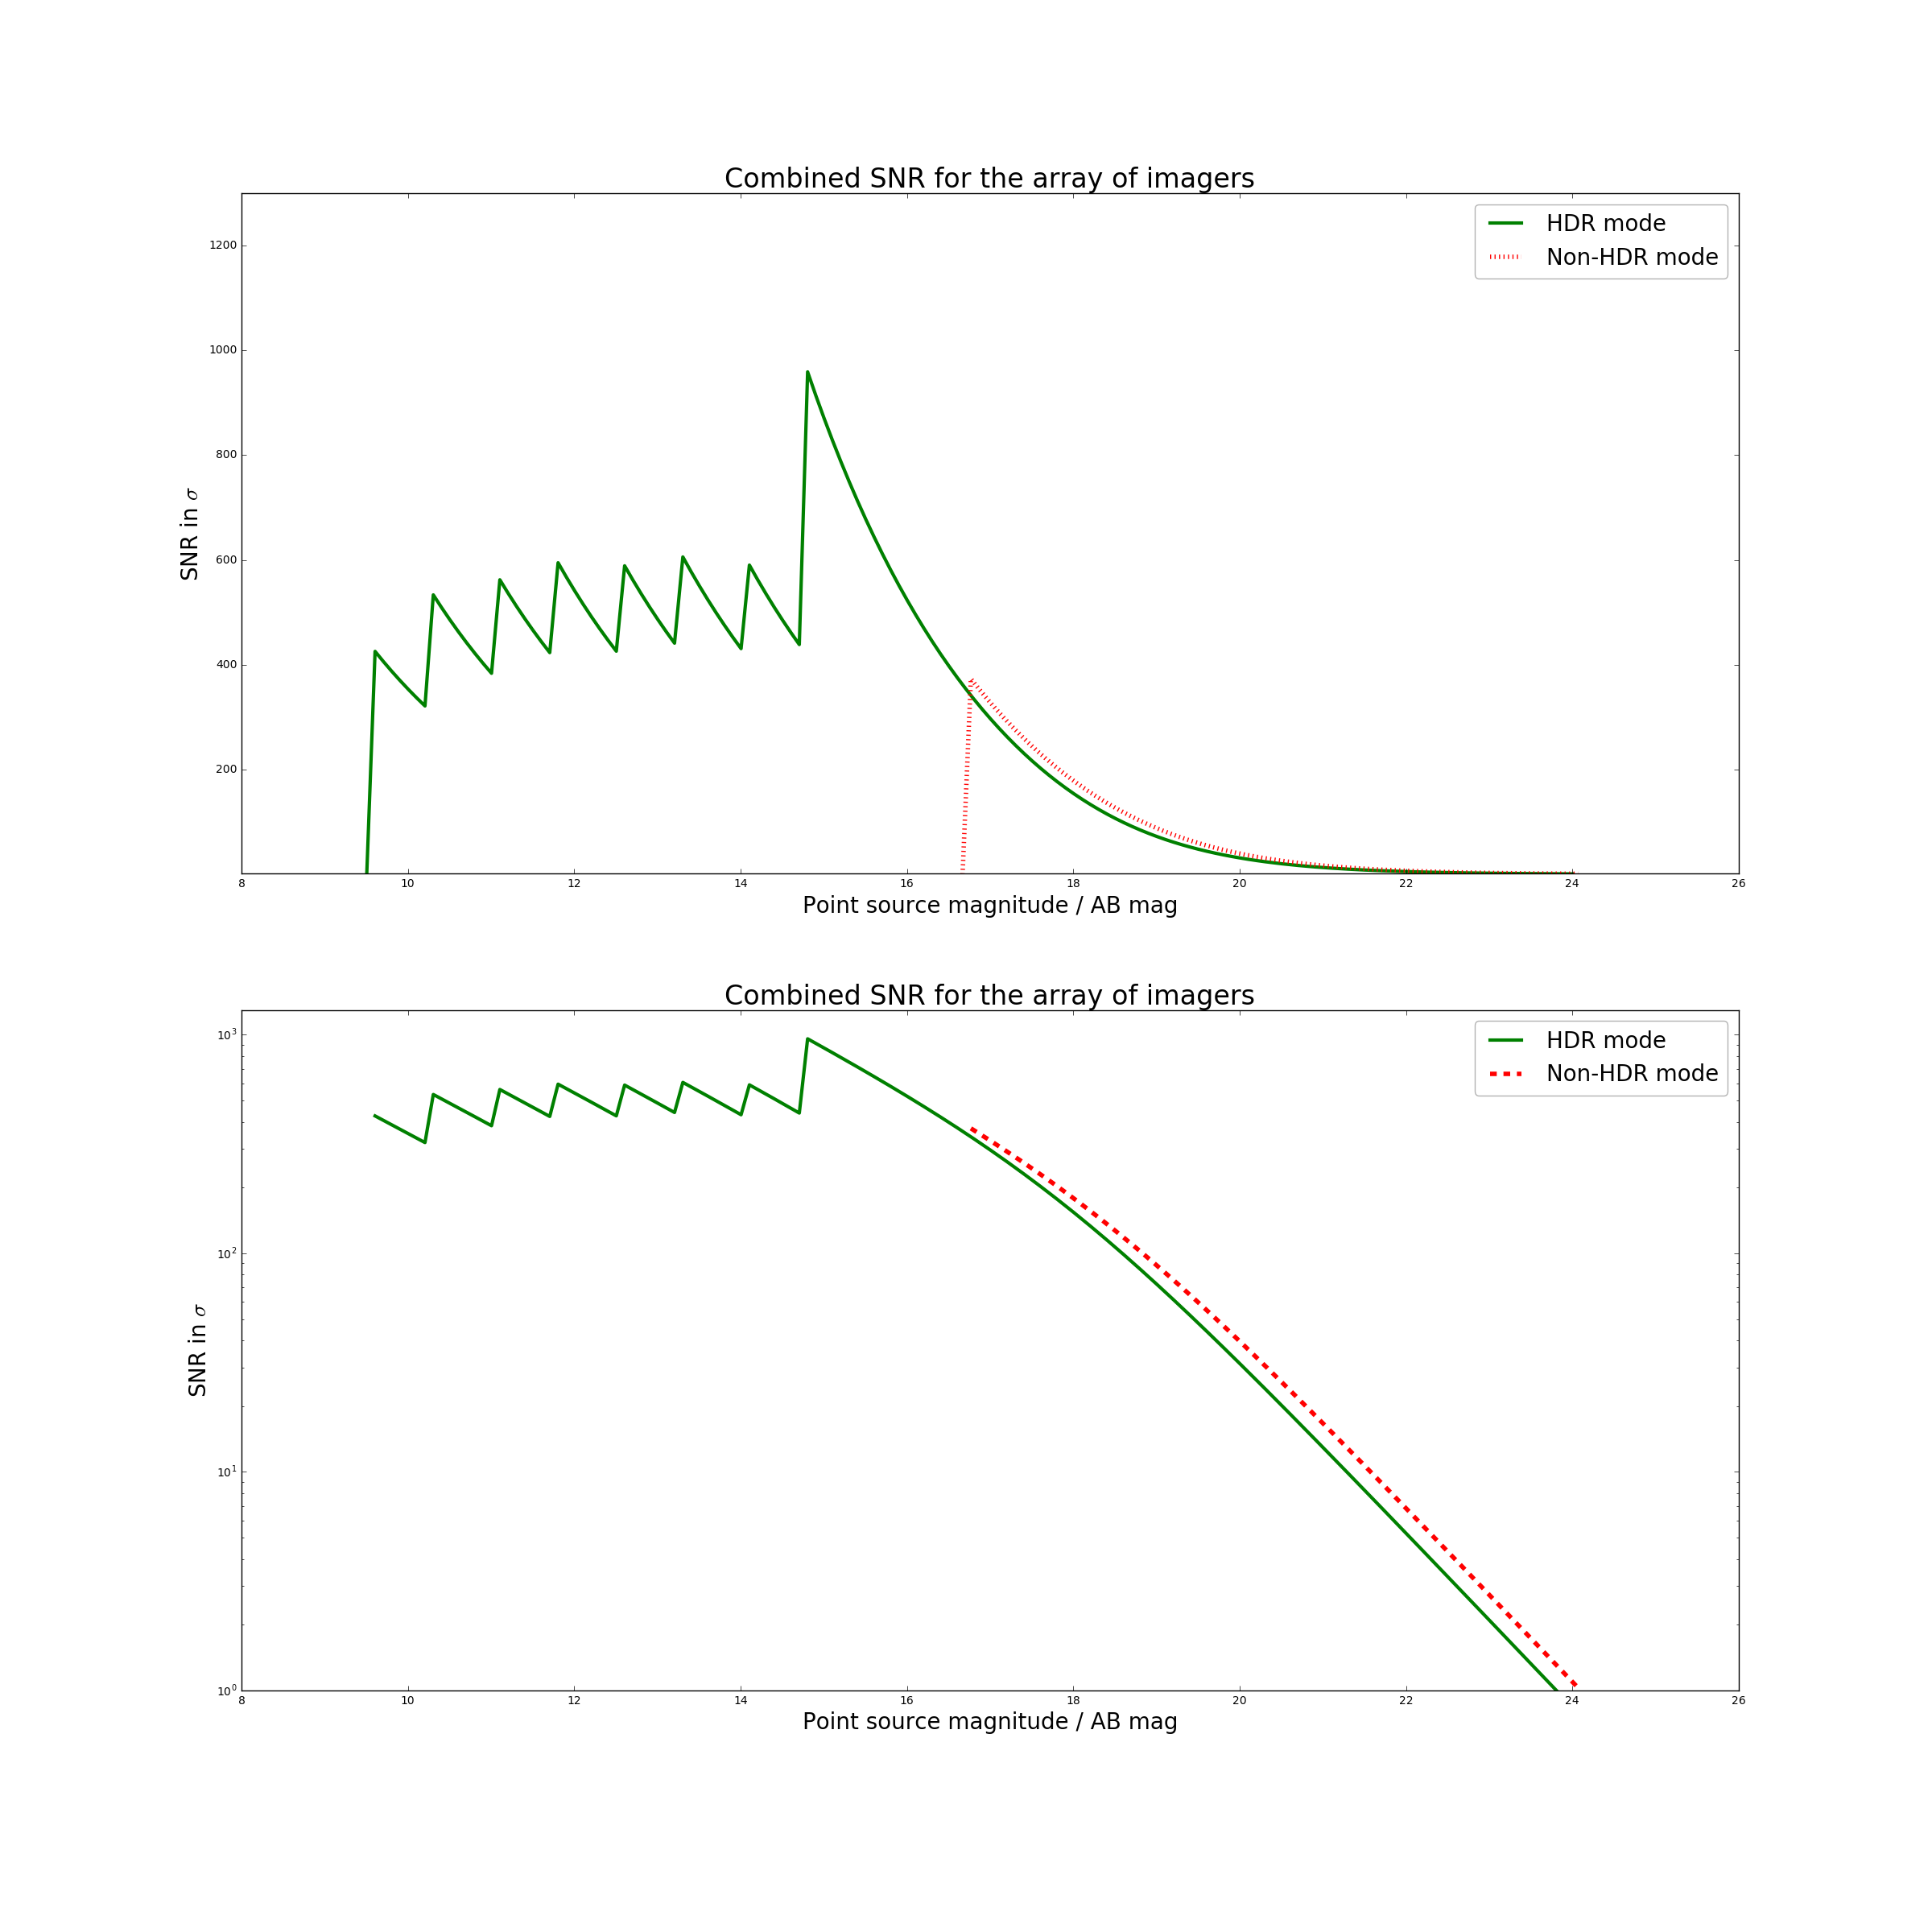 Combined SNR for the array of imagers
HDR mode
Non-HDR mode
1200
1000
800
600
400
200
SNR in σ
8 10 12 14 16 18 20 22 24 26
Point source magnitude / AB mag
Combined SNR for the array of imagers
HDR mode
Non-HDR mode
10³
10²
10¹
10⁰
SNR in σ
8 10 12 14 16 18 20 22 24 26
Point source magnitude / AB mag